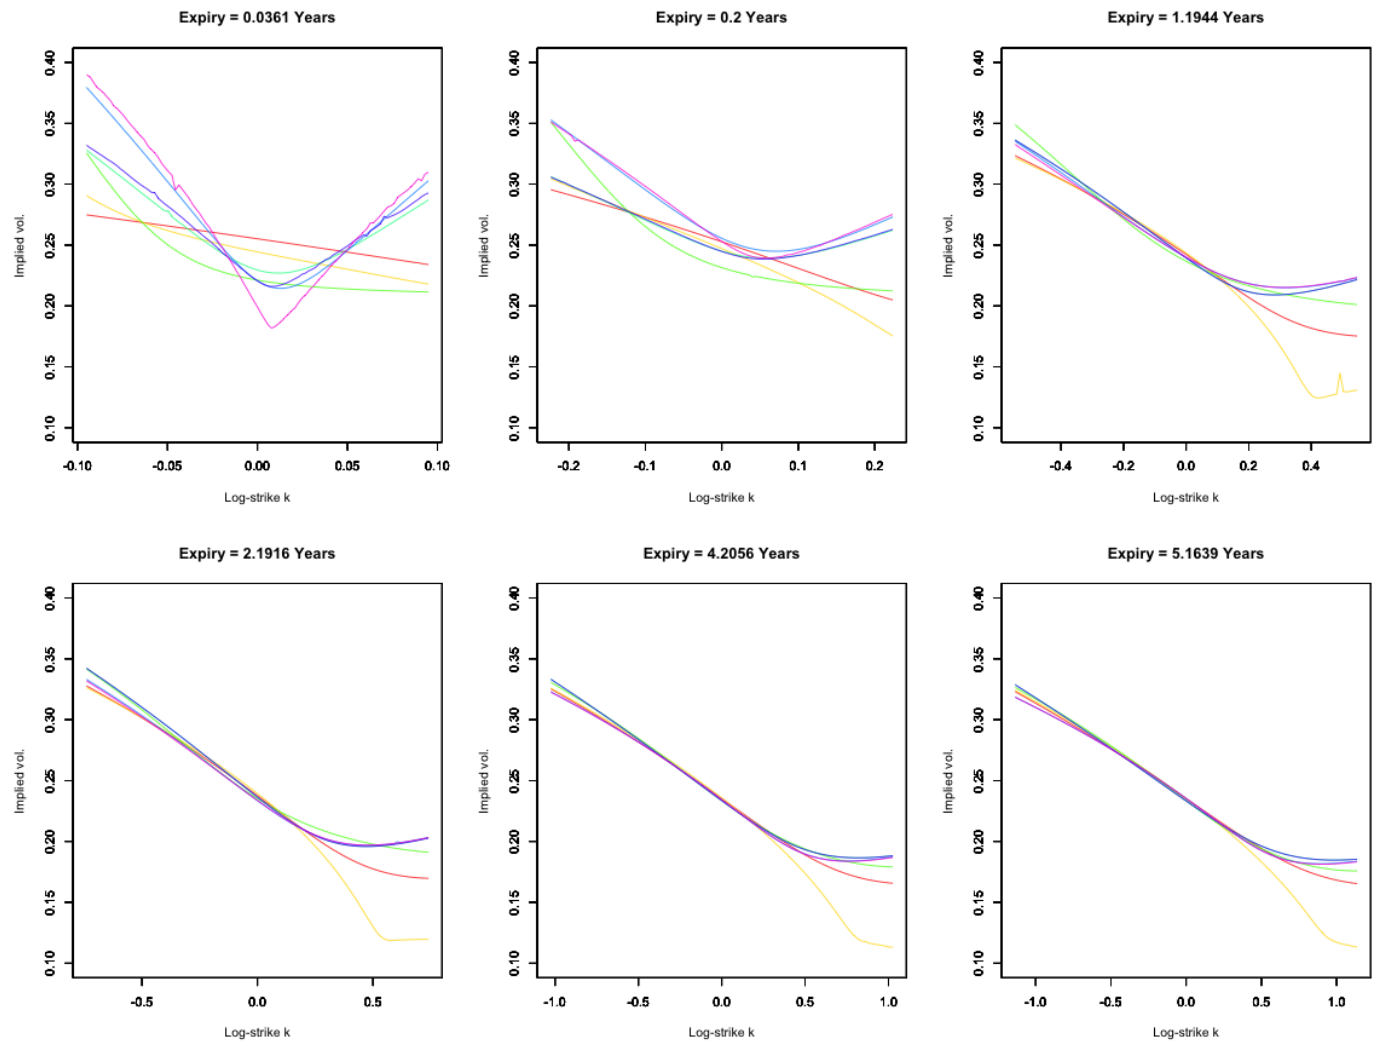 Expiry = 0.0361 Years
Implied vol.
0.40
0.35
0.30
0.25
0.20
0.15
0.10
-0.10 -0.05 0.00 0.05 0.10
Log-strike k
Expiry = 0.2 Years
Implied vol.
0.40
0.35
0.30
0.25
0.20
0.15
0.10
-0.2 -0.1 0.0 0.1 0.2
Log-strike k
Expiry = 1.1944 Years
Implied vol.
0.40
0.35
0.30
0.25
0.20
0.15
0.10
-0.4 -0.2 0.0 0.2 0.4
Log-strike k
Expiry = 2.1916 Years
Implied vol.
0.40
0.35
0.30
0.25
0.20
0.15
0.10
-0.5 0.0 0.5
Log-strike k
Expiry = 4.2056 Years
Implied vol.
0.40
0.35
0.30
0.25
0.20
0.15
0.10
-1.0 -0.5 0.0 0.5 1.0
Log-strike k
Expiry = 5.1639 Years
Implied vol.
0.40
0.35
0.30
0.25
0.20
0.15
0.10
-1.0 -0.5 0.0 0.5 1.0
Log-strike k